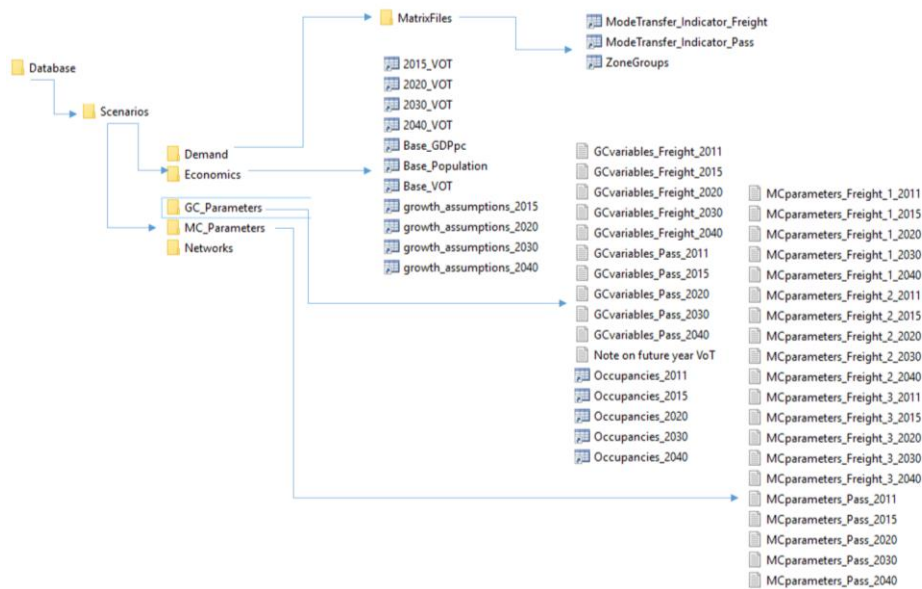 Database
Scenarios
Demand
Economics
GC_Parameters
MC_Parameters
Networks
MatrixFiles
ModeTransfer_Indicator_Freight
ModeTransfer_Indicator_Pass
ZoneGroups
2015_VOT
2020_VOT
2030_VOT
2040_VOT
Base_GDPpc
Base_Population
Base_VOT
growth_assumptions_2015
growth_assumptions_2020
growth_assumptions_2030
growth_assumptions_2040
GCvariables_Freight_2011
GCvariables_Freight_2015
GCvariables_Freight_2020
GCvariables_Freight_2030
GCvariables_Freight_2040
GCvariables_Pass_2011
GCvariables_Pass_2015
GCvariables_Pass_2020
GCvariables_Pass_2030
GCvariables_Pass_2040
Note on future year VoT
Occupancies_2011
Occupancies_2015
Occupancies_2020
Occupancies_2030
Occupancies_2040
MCparameters_Freight_1_2011
MCparameters_Freight_1_2015
MCparameters_Freight_1_2020
MCparameters_Freight_1_2030
MCparameters_Freight_1_2040
MCparameters_Freight_2_2011
MCparameters_Freight_2_2015
MCparameters_Freight_2_2020
MCparameters_Freight_2_2030
MCparameters_Freight_2_2040
MCparameters_Freight_3_2011
MCparameters_Freight_3_2015
MCparameters_Freight_3_2020
MCparameters_Freight_3_2030
MCparameters_Freight_3_2040
MCparameters_Pass_2011
MCparameters_Pass_2015
MCparameters_Pass_2020
MCparameters_Pass_2030
MCparameters_Pass_2040